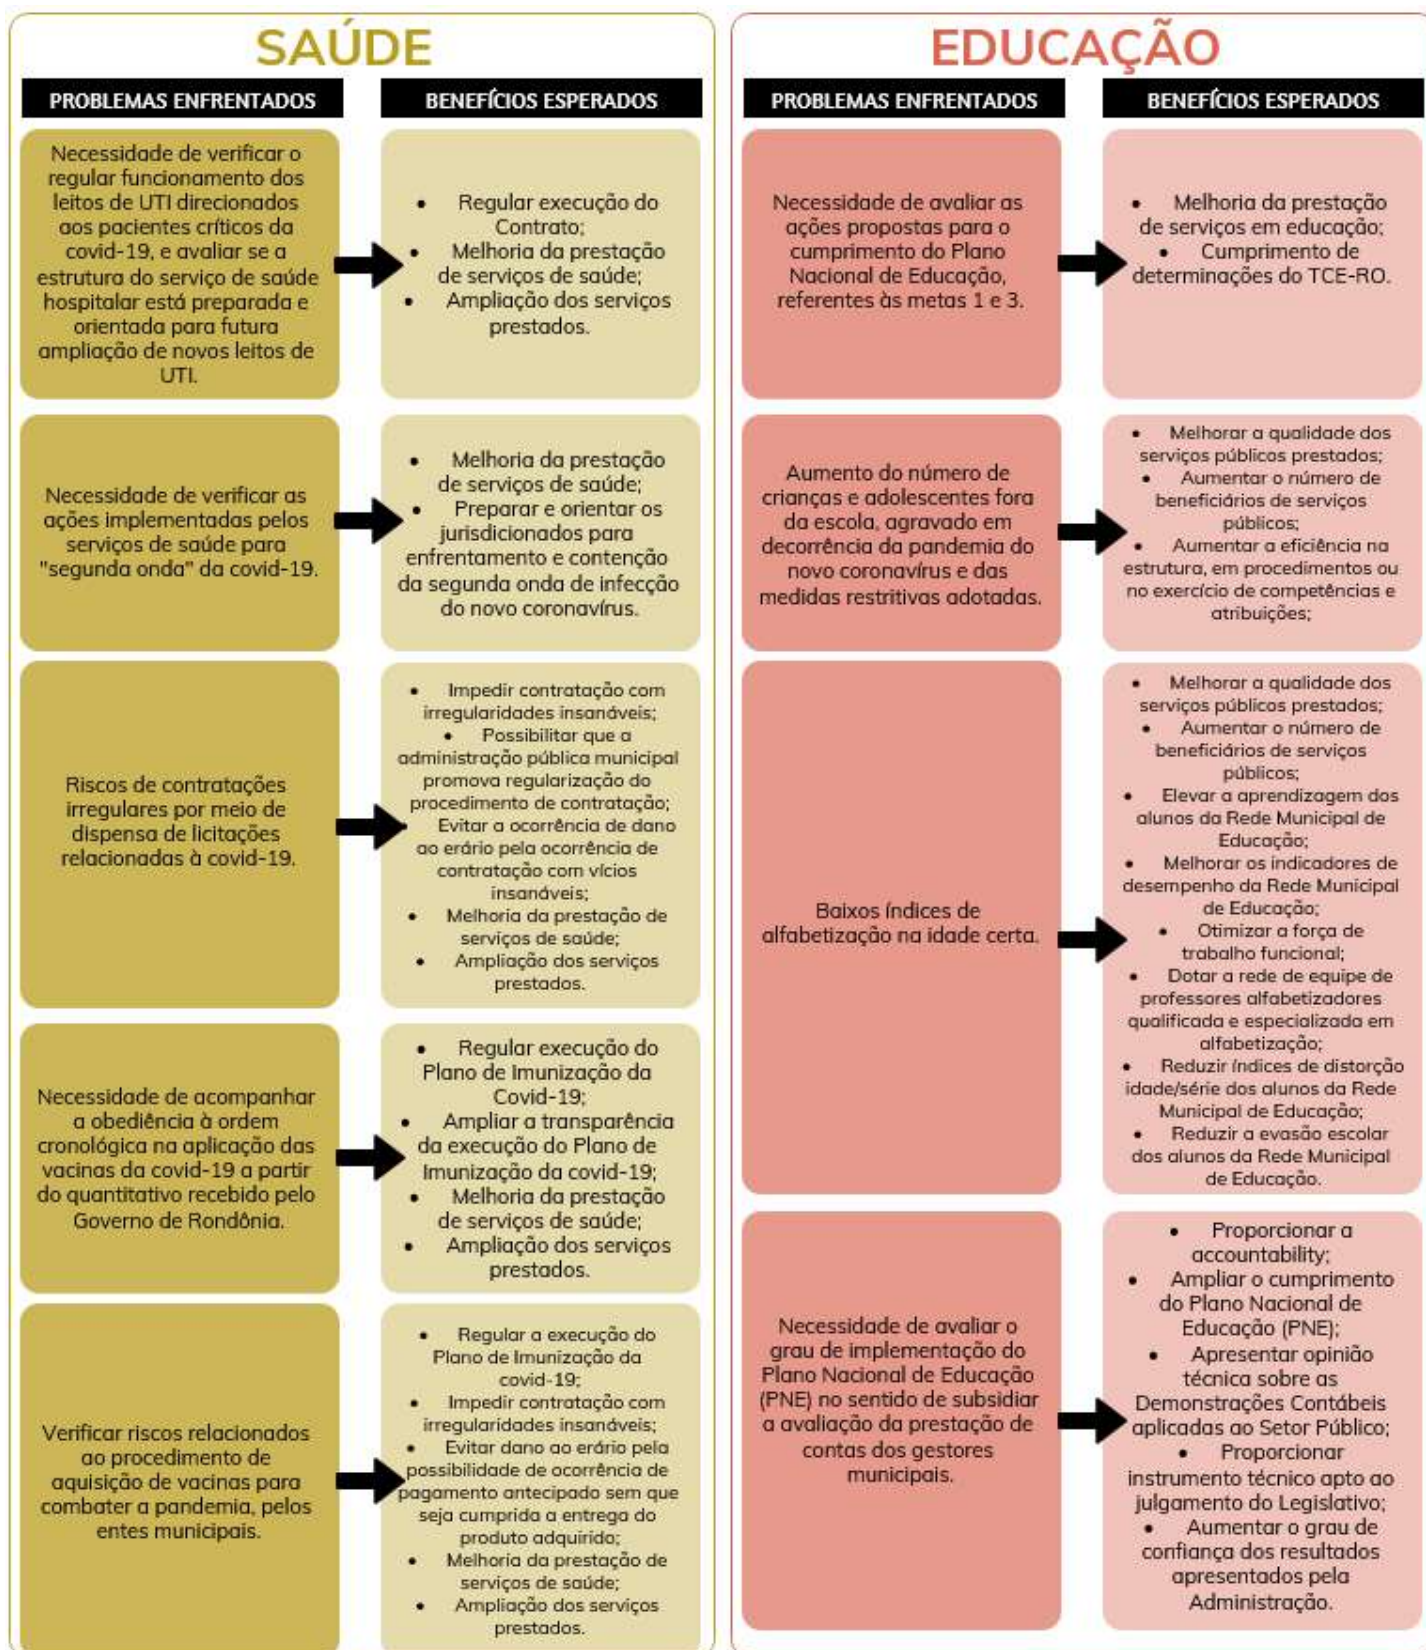 SAÚDE
PROBLEMAS ENFRENTADOS
BENEFÍCIOS ESPERADOS
Necessidade de verificar o
regular funcionamento dos
leitos de UTI direcionados
aos pacientes críticos da
covid-19, e avaliar se a
estrutura do serviço de saúde
hospitalar está preparada e
orientada para futura
ampliação de novos leitos de
UTI.
• Regular execução do
Contrato;
• Melhoria da prestação
de serviços de saúde;
• Ampliação dos serviços
prestados.
Necessidade de verificar as
ações implementadas pelos
serviços de saúde para
"segunda onda" da covid-19.
• Melhoria da prestação
de serviços de saúde;
• Preparar e orientar os
jurisdicionados para
enfrentamento e contenção
da segunda onda de infecção
do novo coronavírus.
Riscos de contratações
irregulares por meio de
dispensa de licitações
relacionadas à covid-19.
• Impedir contratação com
irregularidades insanáveis;
• Possibilitar que a
administração pública municipal
promova regularização do
procedimento de contratação;
• Evitar a ocorrência de dano
ao erário pela ocorrência de
contratação com vícios
insanáveis;
• Melhoria da prestação de
serviços de saúde;
• Ampliação dos serviços
prestados.
Necessidade de acompanhar
a obediência à ordem
cronológica na aplicação das
vacinas da covid-19 a partir
do quantitativo recebido pelo
Governo de Rondônia.
• Regular execução do
Plano de Imunização da
Covid-19;
• Ampliar a transparência
da execução do Plano de
Imunização da covid-19;
• Melhoria da prestação
de serviços de saúde;
• Ampliação dos serviços
prestados.
Verificar riscos relacionados
ao procedimento de
aquisição de vacinas para
combater a pandemia, pelos
entes municipais.
• Regular a execução do
Plano de Imunização da
covid-19;
• Impedir contratação com
irregularidades insanáveis;
• Evitar dano ao erário pela
possibilidade de ocorrência de
pagamento antecipado sem que
seja cumprida a entrega do
produto adquirido;
• Melhoria da prestação de
serviços de saúde;
• Ampliação dos serviços
prestados.
EDUCAÇÃO
PROBLEMAS ENFRENTADOS
BENEFÍCIOS ESPERADOS
Necessidade de avaliar as
ações propostas para o
cumprimento do Plano
Nacional de Educação,
referentes às metas 1 e 3.
• Melhoria da prestação
de serviços em educação;
• Cumprimento de
determinações do TCE-RO.
Aumento do número de
crianças e adolescentes fora
da escola, agravado em
decorrência da pandemia do
novo coronavírus e das
medidas restritivas adotadas.
• Melhorar a qualidade dos
serviços públicos prestados;
• Aumentar o número de
beneficiários de serviços
públicos;
• Aumentar a eficiência na
estrutura, em procedimentos ou
no exercício de competências e
atribuições;
Baixos índices de
alfabetização na idade certa.
• Melhorar a qualidade dos
serviços públicos prestados;
• Aumentar o número de
beneficiários de serviços
públicos;
• Elevar a aprendizagem dos
alunos da Rede Municipal de
Educação;
• Melhorar os indicadores de
desempenho da Rede Municipal
de Educação;
• Otimizar a força de
trabalho funcional;
• Dotar a rede de equipe de
professores alfabetizadores
qualificada e especializada em
alfabetização;
• Reduzir índices de distorção
idade/série dos alunos da Rede
Municipal de Educação;
• Reduzir a evasão escolar
dos alunos da Rede Municipal
de Educação.
Necessidade de avaliar o
grau de implementação do
Plano Nacional de Educação
(PNE) no sentido de subsidiar
a avaliação da prestação de
contas dos gestores
municipais.
• Proporcionar a
accountability;
• Ampliar o cumprimento
do Plano Nacional de
Educação (PNE);
• Apresentar opinião
técnica sobre as
Demonstrações Contábeis
aplicadas ao Setor Público;
• Proporcionar
instrumento técnico apto ao
julgamento do Legislativo;
• Aumentar o grau de
confiança dos resultados
apresentados pela
Administração.